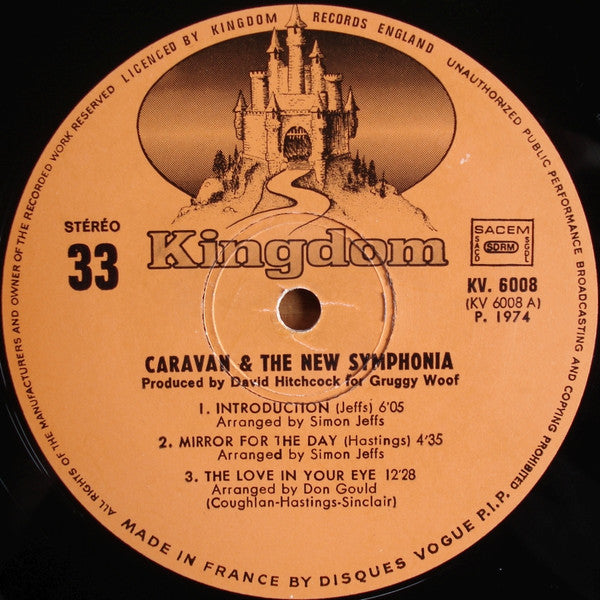 ALL RIGHTS OF THE MANUFACTURERS AND OWNER OF THE RECORDED WORK RESERVED LICENCED BY KINGDOM RECORDS ENGLAND UNAUTHORIZED PUBLIC PERFORMANCE BROADCASTING AND COPYING PROHIBITED
STÉRÉO
33
Kingdom
SACEM
SACD SDRM SGDL
KV. 6008
(KV 6008 A)
P. 1974
CARAVAN & THE NEW SYMPHONIA
Produced by David Hitchcock for Gruggy Woof
1. INTRODUCTION (Jeffs) 6'05
Arranged by Simon Jeffs
2. MIRROR FOR THE DAY (Hastings) 4'35
Arranged by Simon Jeffs
3. THE LOVE IN YOUR EYE 12'28
Arranged by Don Gould
(Coughlan-Hastings-Sinclair)
MADE IN FRANCE BY DISQUES VOGUE P.I.P.